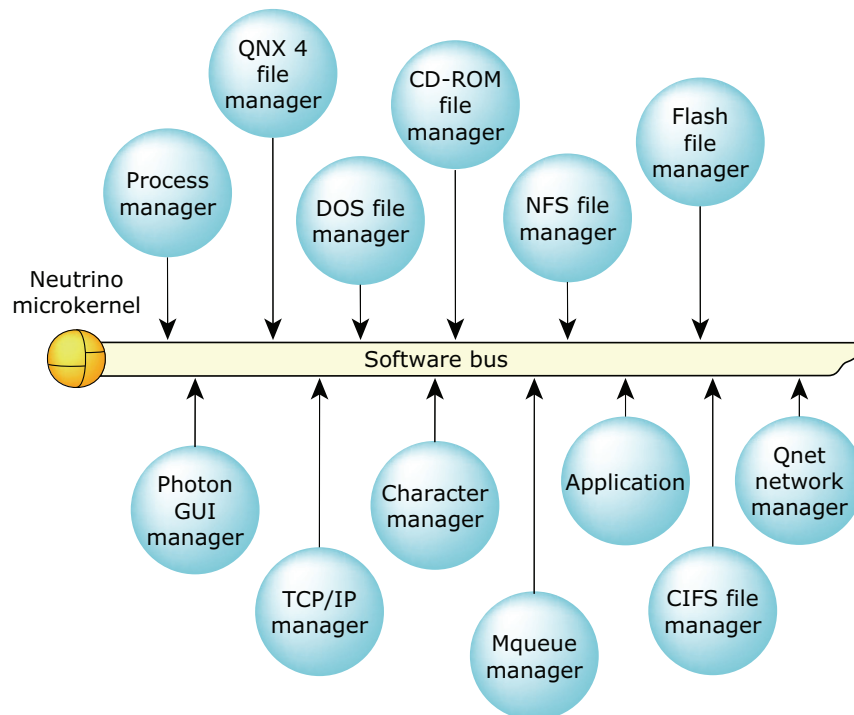 QNX 4
file
manager
CD-ROM
file
manager
Flash
file
manager
Process
manager
DOS file
manager
NFS file
manager
Neutrino
microkernel
Software bus
Photon
GUI
manager
Character
manager
Application
Qnet
network
manager
TCP/IP
manager
Mqueue
manager
CIFS file
manager